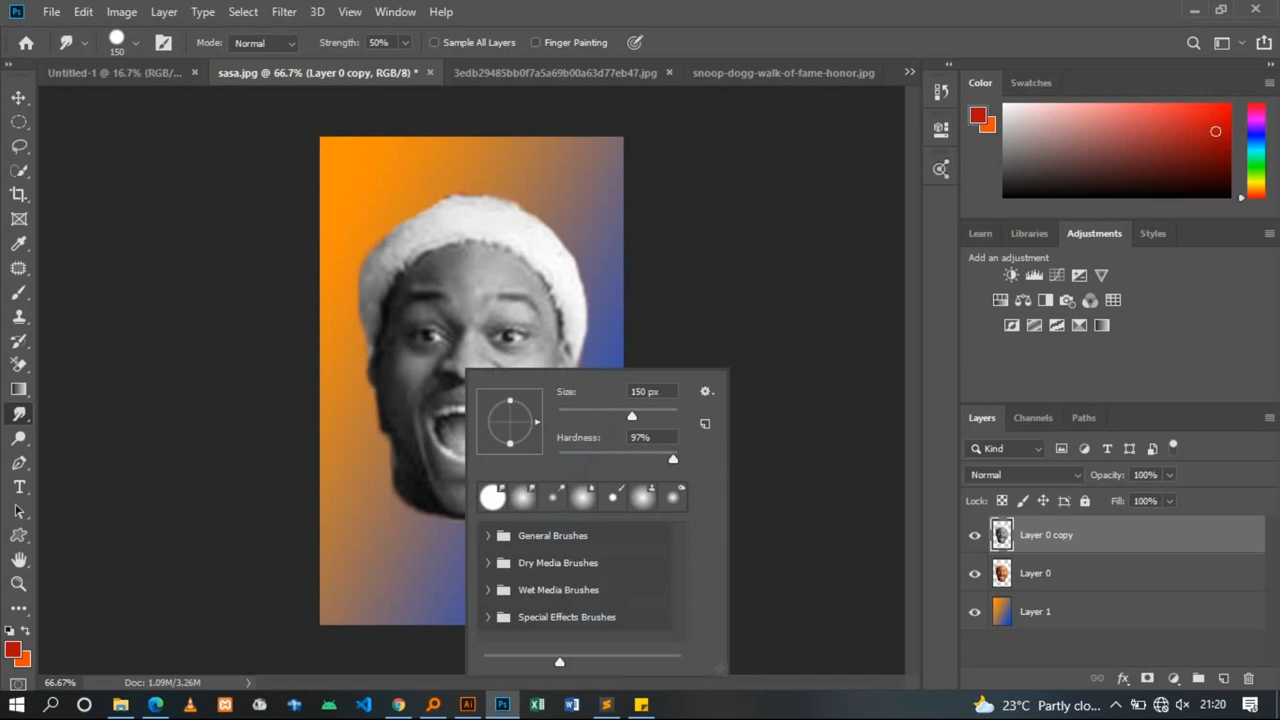 Ps File Edit Image Layer Type Select Filter 3D View Window Help
150 Mode: Normal Strength: 50% Sample All Layers Finger Painting
Untitled-1 @ 16.7% (RGB/... × sasa.jpg @ 66.7% (Layer 0 copy, RGB/8) * × 3edb29485bb0f7a5a69b00a63d77eb47.jpg × snoop-dogg-walk-of-fame-honor.jpg
Color Swatches
Learn Libraries Adjustments Styles
Add an adjustment
Size: 150 px
Hardness: 97%
General Brushes
Dry Media Brushes
Wet Media Brushes
Special Effects Brushes
Layers Channels Paths
Kind
Normal Opacity: 100%
Lock: Fill: 100%
Layer 0 copy
Layer 0
Layer 1
66.67% Doc: 1.09M/3.26M
Ai Ps 23°C Partly clo... 21:20